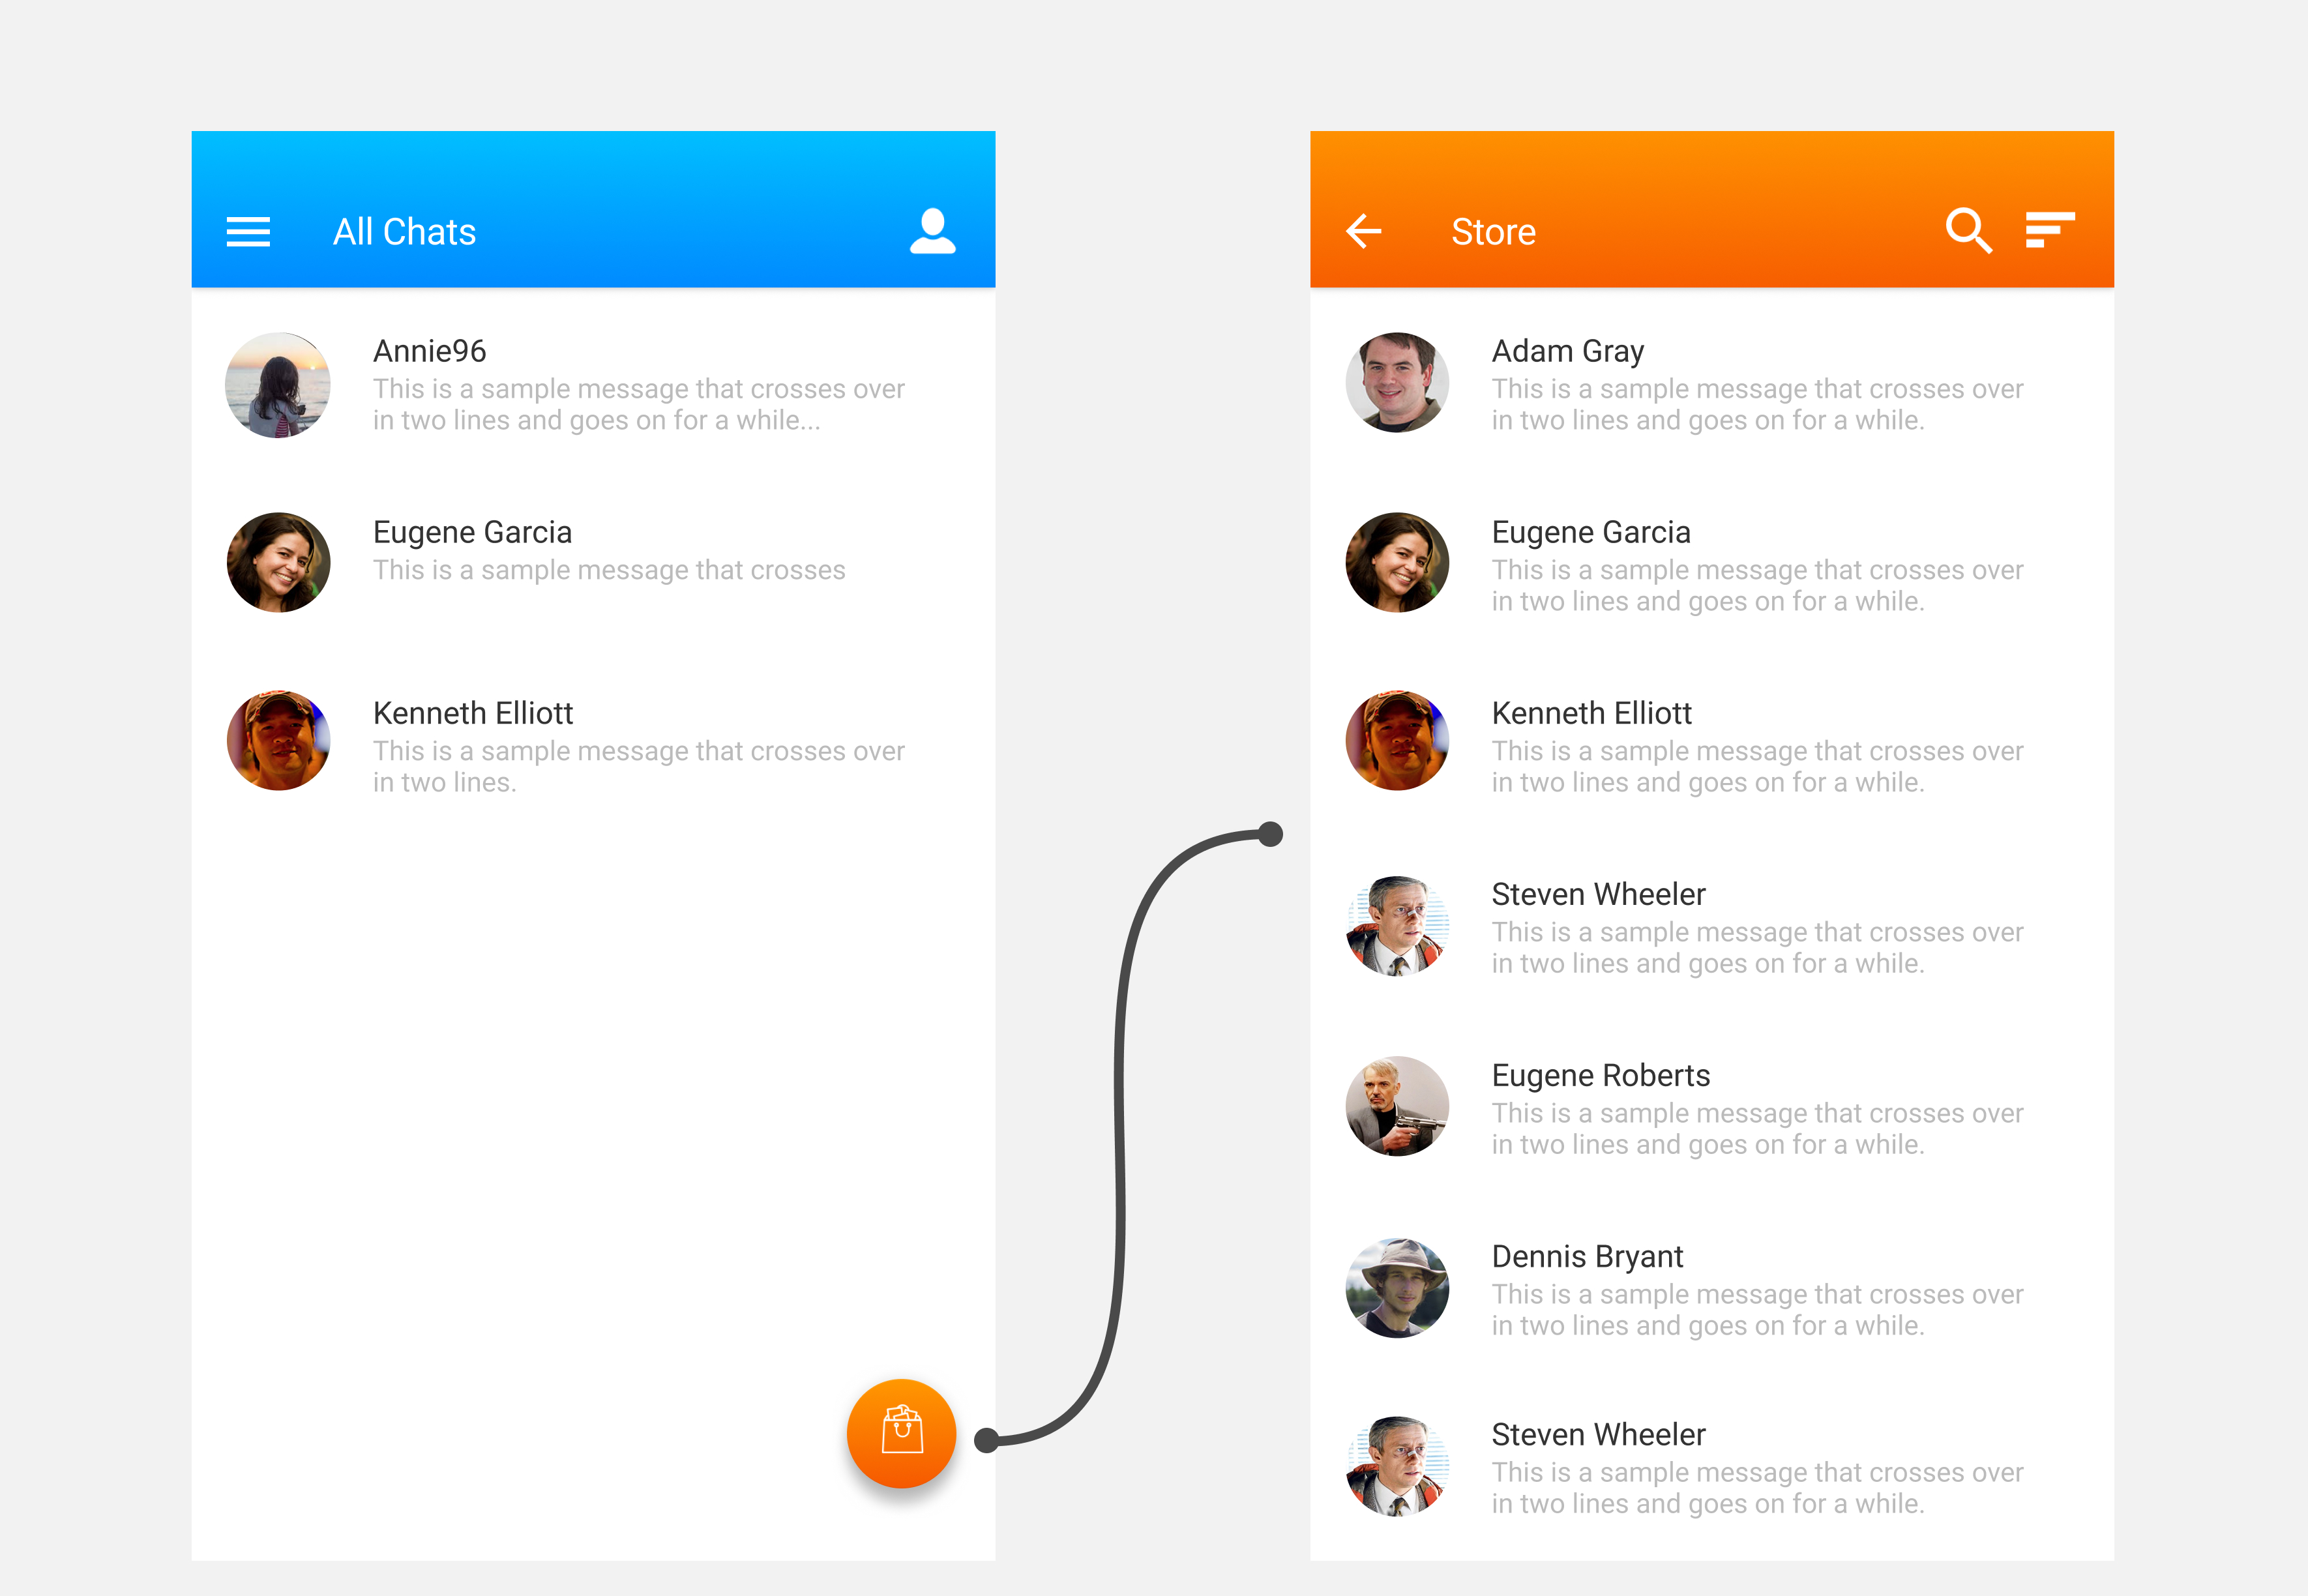 All Chats
Annie96
This is a sample message that crosses over
in two lines and goes on for a while...
Eugene Garcia
This is a sample message that crosses
Kenneth Elliott
This is a sample message that crosses over
in two lines.
Store
Adam Gray
This is a sample message that crosses over
in two lines and goes on for a while.
Eugene Garcia
This is a sample message that crosses over
in two lines and goes on for a while.
Kenneth Elliott
This is a sample message that crosses over
in two lines and goes on for a while.
Steven Wheeler
This is a sample message that crosses over
in two lines and goes on for a while.
Eugene Roberts
This is a sample message that crosses over
in two lines and goes on for a while.
Dennis Bryant
This is a sample message that crosses over
in two lines and goes on for a while.
Steven Wheeler
This is a sample message that crosses over
in two lines and goes on for a while.